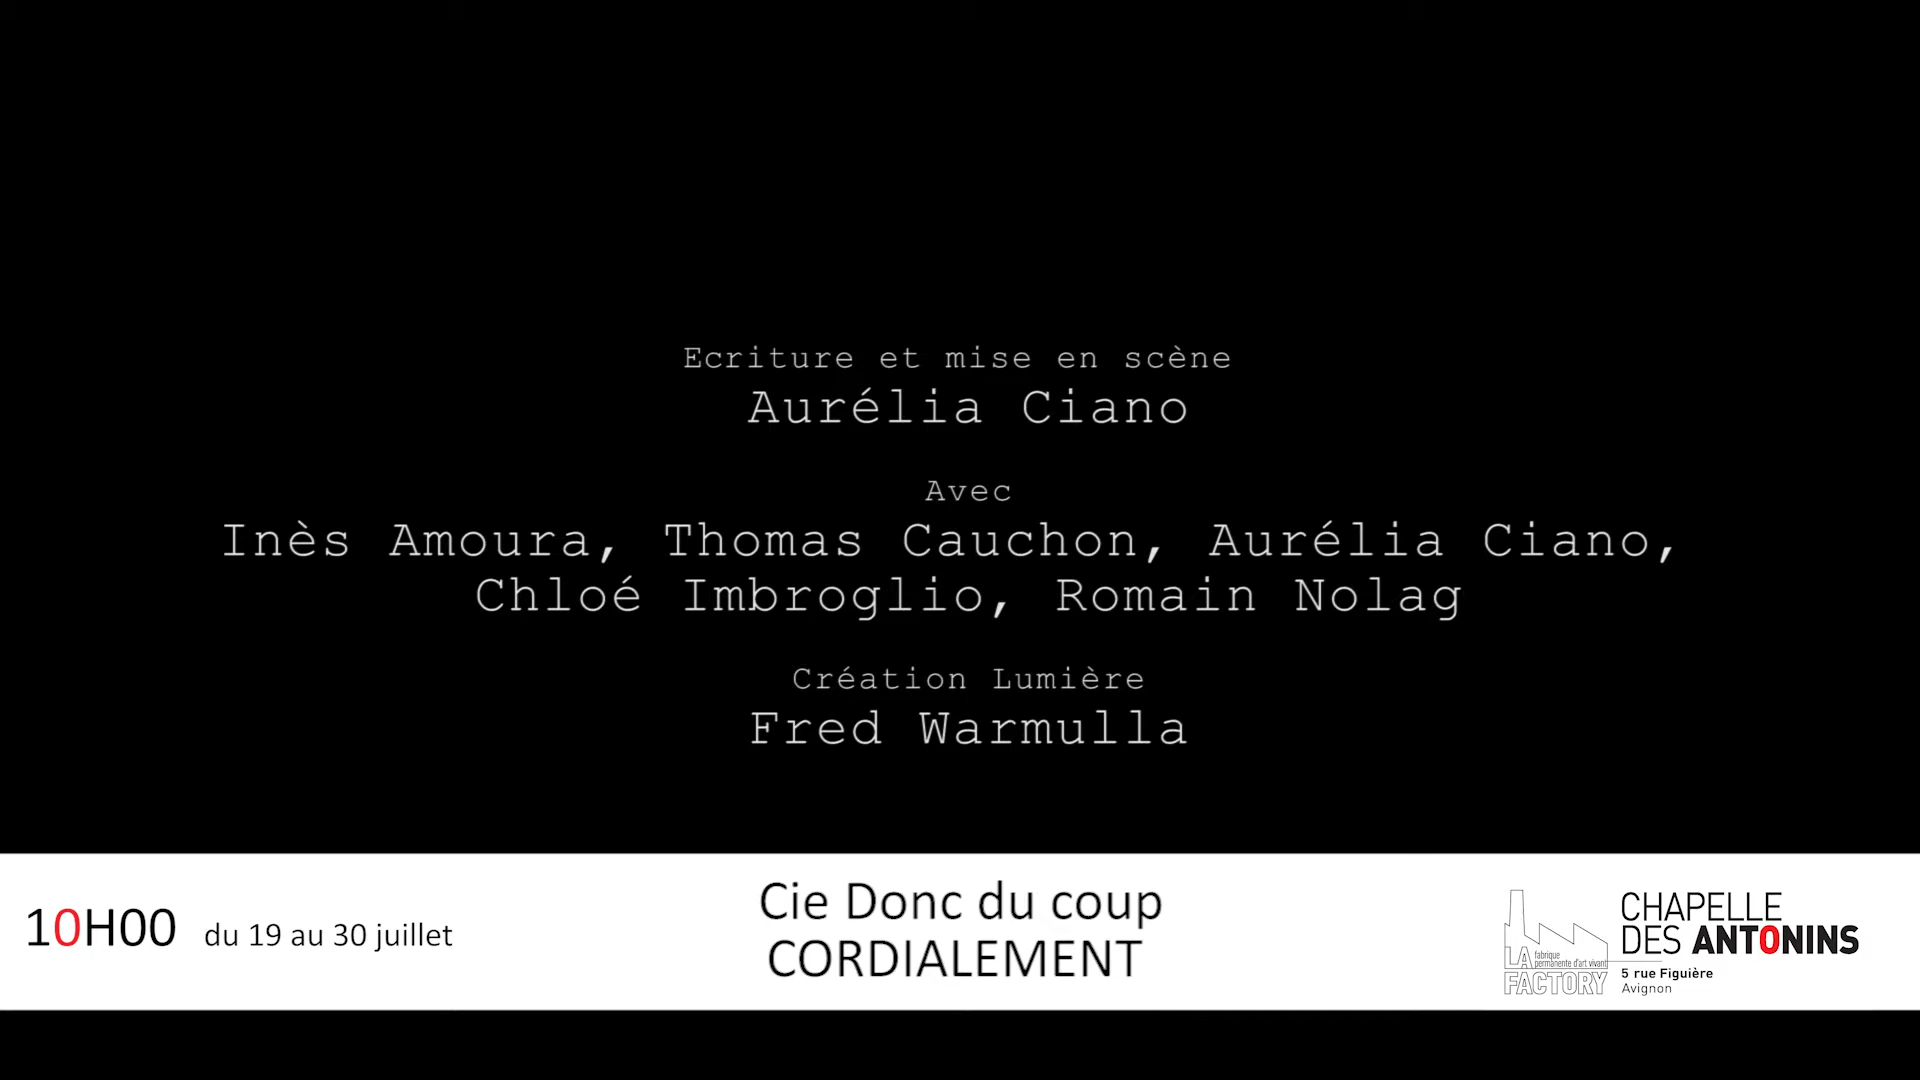 Ecriture et mise en scène
Aurélia Ciano
Avec
Inès Amoura, Thomas Cauchon, Aurélia Ciano,
Chloé Imbroglio, Romain Nolag
Création Lumière
Fred Warmulla
10H00 du 19 au 30 juillet
Cie Donc du coup
CORDIALEMENT
LA fabrique
permanente d'art vivant
FACTORY
CHAPELLE
DES ANTONINS
5 rue Figuière
Avignon